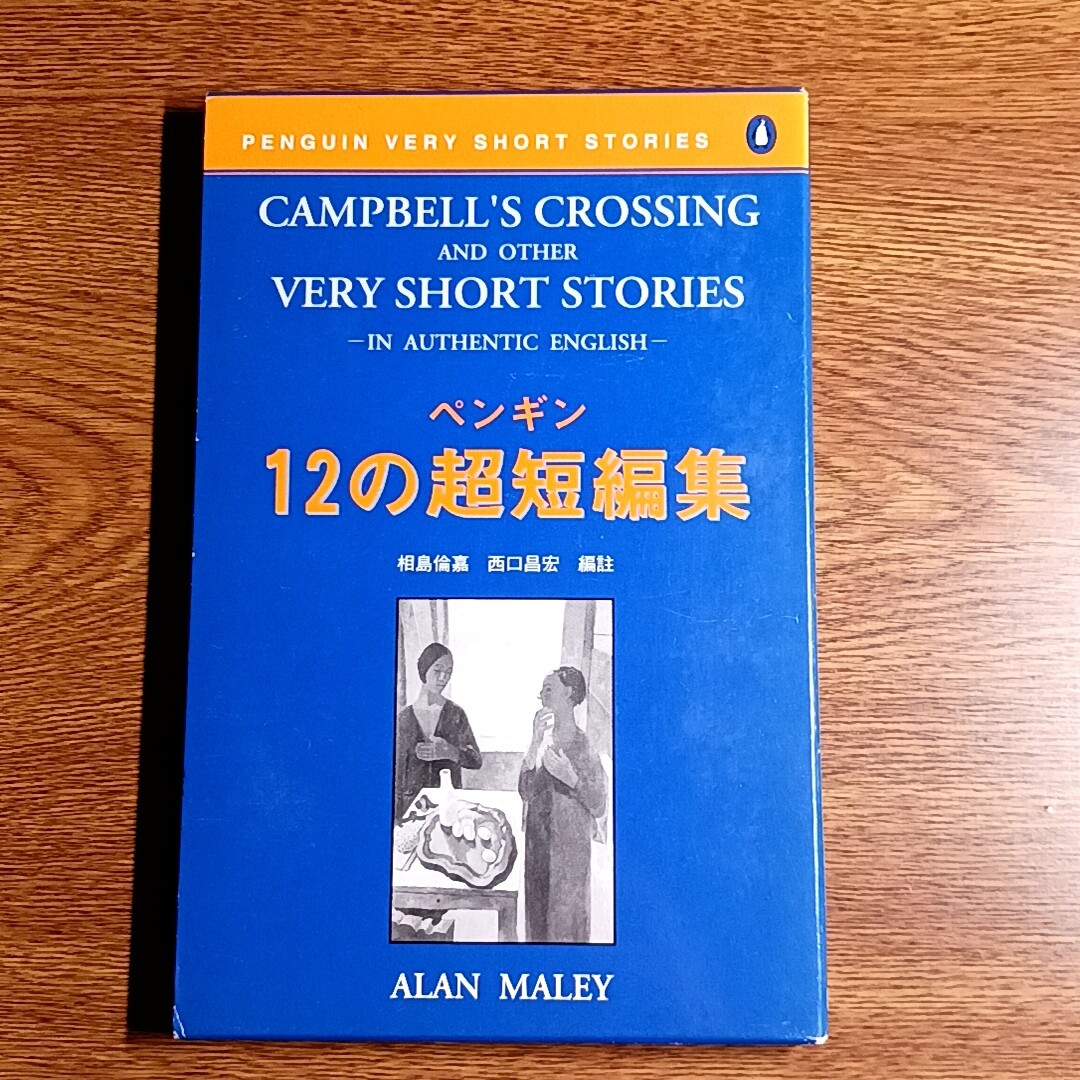 PENGUIN VERY SHORT STORIES
CAMPBELL'S CROSSING
AND OTHER
VERY SHORT STORIES
—IN AUTHENTIC ENGLISH—
ペンギン
12の超短編集
相島倫嘉 西口昌宏 編註
ALAN MALEY